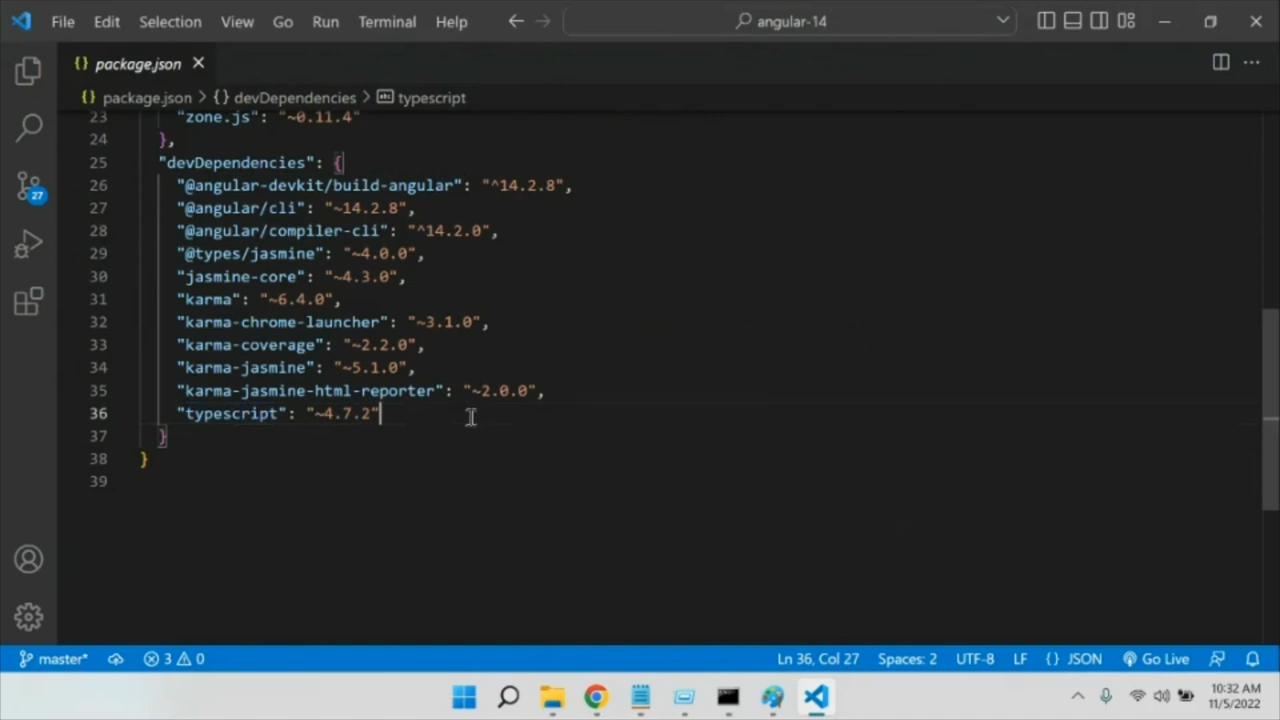 File Edit Selection View Go Run Terminal Help angular-14
{} package.json
{} package.json > {} devDependencies > abc typescript
23 "zone.js": "~0.11.4"
24 },
25 "devDependencies": {
26 "@angular-devkit/build-angular": "^14.2.8",
27 "@angular/cli": "~14.2.8",
28 "@angular/compiler-cli": "^14.2.0",
29 "@types/jasmine": "~4.0.0",
30 "jasmine-core": "~4.3.0",
31 "karma": "~6.4.0",
32 "karma-chrome-launcher": "~3.1.0",
33 "karma-coverage": "~2.2.0",
34 "karma-jasmine": "~5.1.0",
35 "karma-jasmine-html-reporter": "~2.0.0",
36 "typescript": "~4.7.2"
37 }
38 }
39
27
master* 3 0 Ln 36, Col 27 Spaces: 2 UTF-8 LF {} JSON Go Live
10:32 AM
11/5/2022